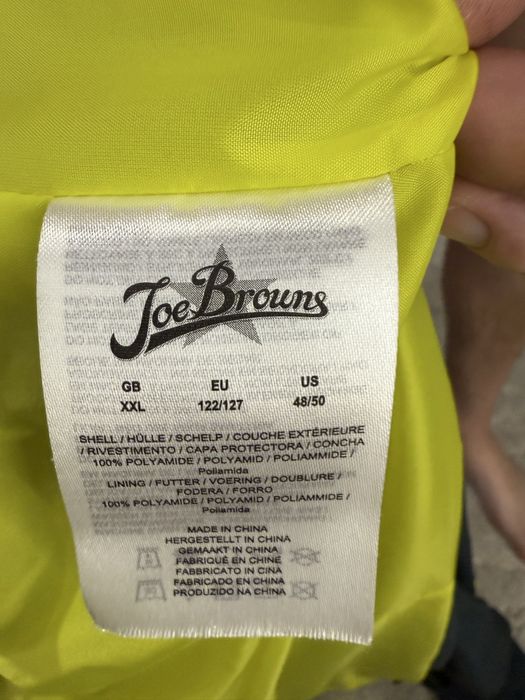 Joe Browns
GB EU US
XXL 122/127 48/50
SHELL / HÜLLE / SCHELP / COUCHE EXTÉRIEURE
/ RIVESTIMENTO / CAPA PROTECTORA / CONCHA
100% POLYAMIDE / POLYAMID / POLIAMMIDE /
Poliamida
LINING / FUTTER / VOERING / DOUBLURE /
FODERA / FORRO
100% POLYAMIDE / POLYAMID / POLIAMMIDE /
Poliamida
MADE IN CHINA
HERGESTELLT IN CHINA
GEMAAKT IN CHINA
FABRIQUÉ EN CHINE
FABBRICATO IN CINA
FABRICADO EN CHINA
PRODUZIDO NA CHINA